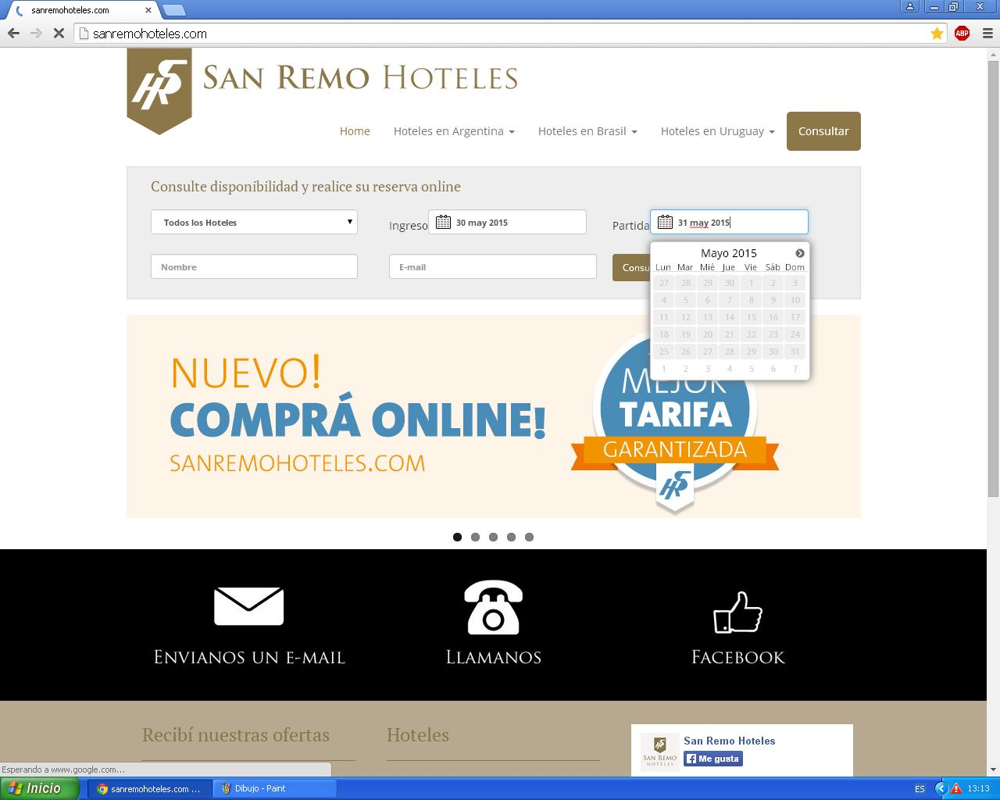 sanremohoteles.com
sanremohoteles.com
ABP
San Remo Hoteles
Home
Hoteles en Argentina
Hoteles en Brasil
Hoteles en Uruguay
Consultar
Consulte disponibilidad y realice su reserva online
Todos los Hoteles
Ingreso
30 may 2015
Partida
31 may 2015
Nombre
E-mail
Consu
Mayo 2015
Lun Mar Mié Jue Vie Sáb Dom
27 28 29 30 1 2 3
4 5 6 7 8 9 10
11 12 13 14 15 16 17
18 19 20 21 22 23 24
25 26 27 28 29 30 31
1 2 3 4 5 6 7
NUEVO!
COMPRÁ ONLINE!
SANREMOHOTELES.COM
MEJOR
TARIFA
GARANTIZADA
Envianos un e-mail
Llamanos
Facebook
Recibí nuestras ofertas
Hoteles
San Remo
Hoteles
San Remo Hoteles
Me gusta
Esperando a www.google.com...
Inicio
sanremohoteles.com ...
Dibujo - Paint
ES
13:13